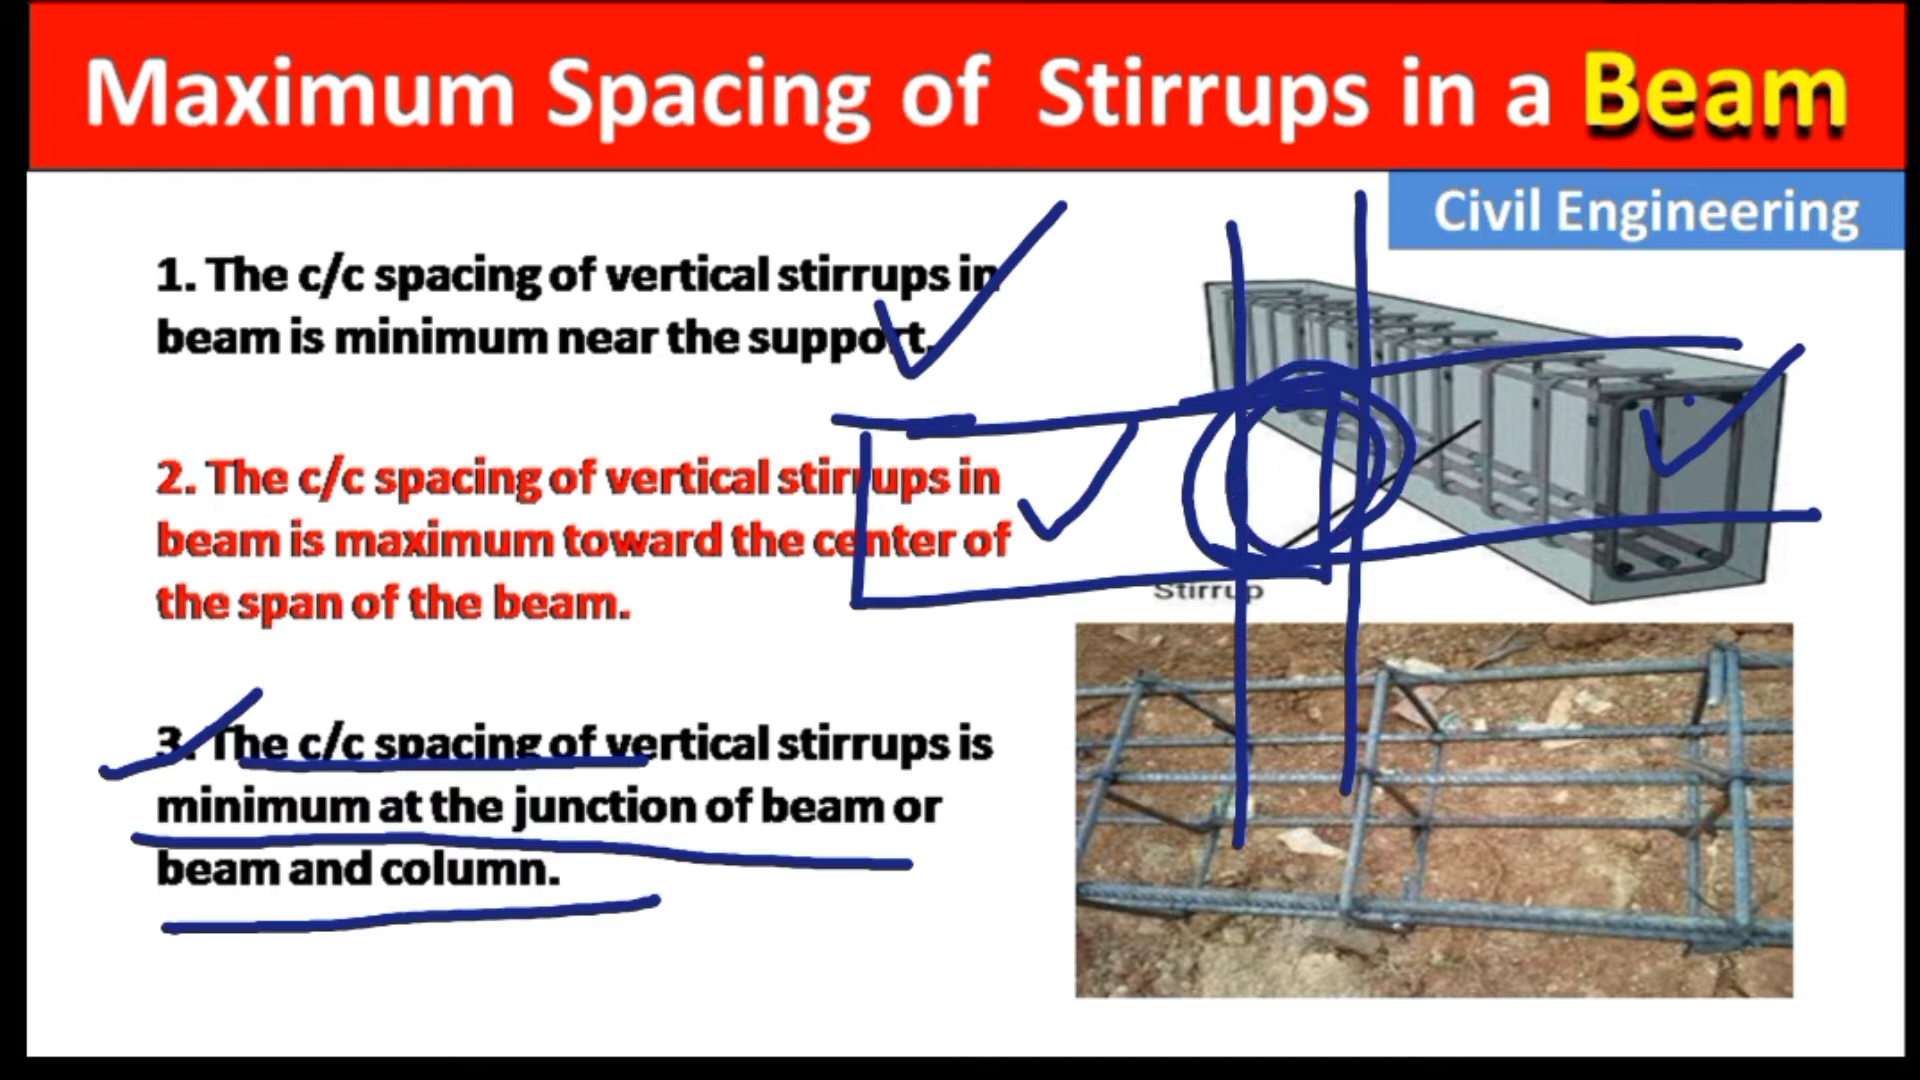 Maximum Spacing of Stirrups in a Beam
Civil Engineering
1. The c/c spacing of vertical stirrups in
beam is minimum near the support.
2. The c/c spacing of vertical stirrups in
beam is maximum toward the center of
the span of the beam.
3. The c/c spacing of vertical stirrups is
minimum at the junction of beam or
beam and column.
Stirrup